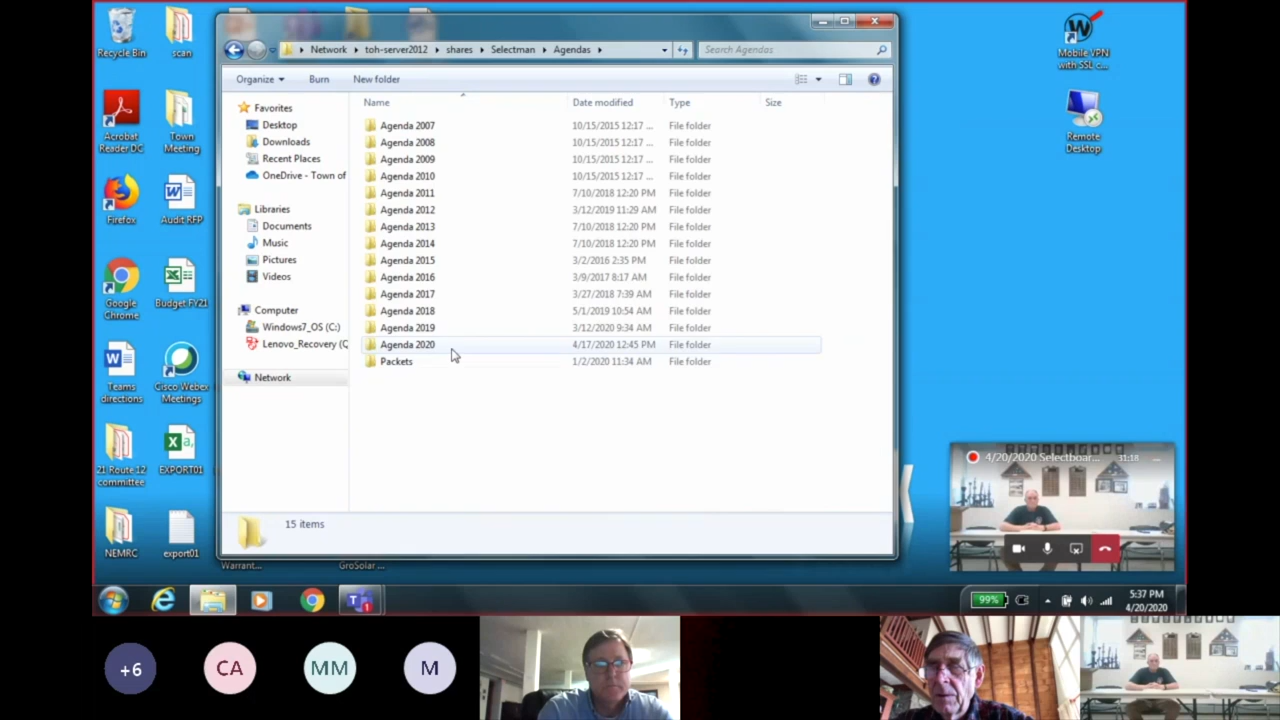 Network toh-server2012 shares Selectman Agendas Search Agendas
Organize Burn New folder
Name Date modified Type Size
Favorites
Desktop
Downloads
Recent Places
OneDrive - Town of
Libraries
Documents
Music
Pictures
Videos
Computer
Windows7_OS (C:)
Lenovo_Recovery (Q
Network
Agenda 2007 10/15/2015 12:17 ... File folder
Agenda 2008 10/15/2015 12:17 ... File folder
Agenda 2009 10/15/2015 12:17 ... File folder
Agenda 2010 10/15/2015 12:17 ... File folder
Agenda 2011 7/10/2018 12:20 PM File folder
Agenda 2012 3/12/2019 11:29 AM File folder
Agenda 2013 7/10/2018 12:20 PM File folder
Agenda 2014 7/10/2018 12:20 PM File folder
Agenda 2015 3/2/2016 2:35 PM File folder
Agenda 2016 3/9/2017 8:17 AM File folder
Agenda 2017 3/27/2018 7:39 AM File folder
Agenda 2018 5/1/2019 10:54 AM File folder
Agenda 2019 3/12/2020 9:34 AM File folder
Agenda 2020 4/17/2020 12:45 PM File folder
Packets 1/2/2020 11:34 AM File folder
15 items
Recycle Bin
scan
Acrobat
Reader DC
Town
Meeting
Firefox
Audit RFP
Google
Chrome
Budget FY21
Teams
directions
Cisco Webex
Meetings
21 Route 12
committee
EXPORT01
NEMRC
export01
Warrant...
GroSolar ...
Mobile VPN
with SSL c...
Remote
Desktop
4/20/2020 Selectboar... 31:18 ...
99%
5:37 PM
4/20/2020
+6
CA
MM
M